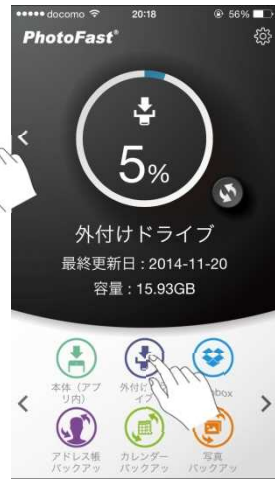 docomo 20:18 56%
PhotoFast®
5%
外付けドライブ
最終更新日 : 2014-11-20
容量 : 15.93GB
本体（アプ
リ内）
外付け
イブ
box
アドレス帳
バックアッ
カレンダー
バックアッ
写真
バックアッ